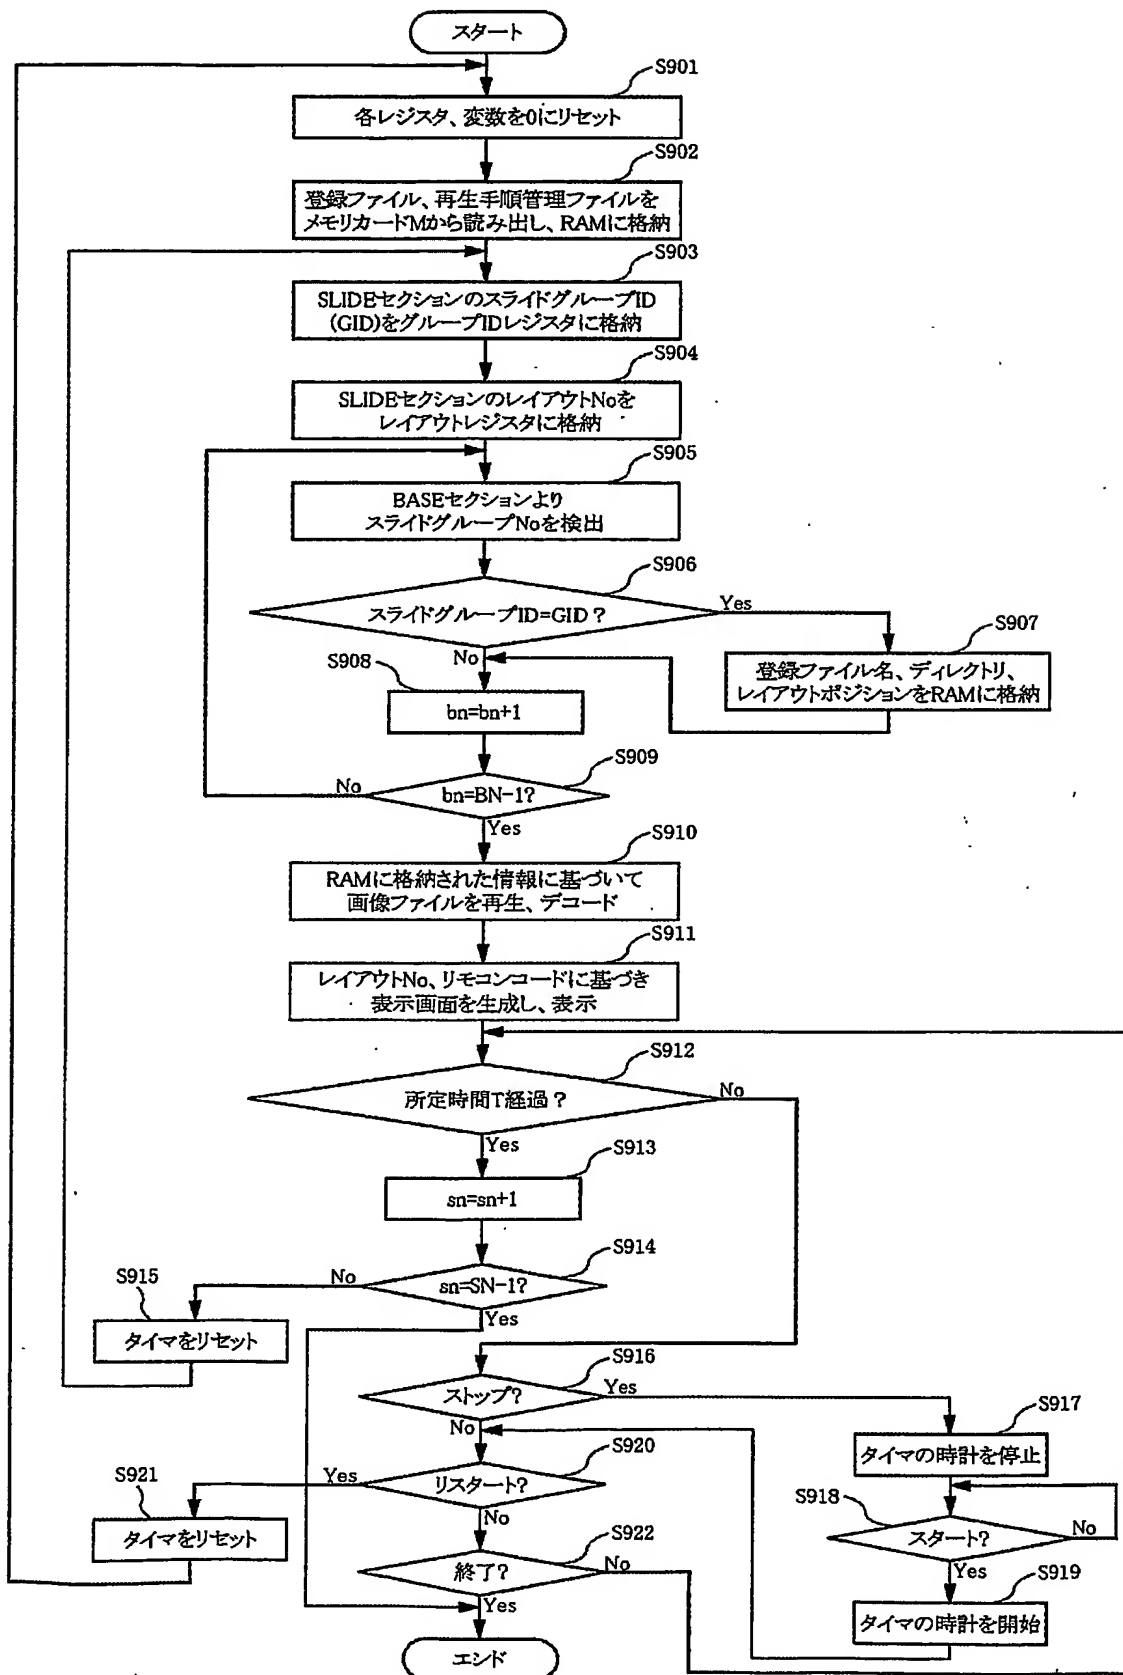 スタート
S901
各レジスタ、変数を0にリセット
S902
登録ファイル、再生手順管理ファイルを
メモリカードMから読み出し、RAMに格納
S903
SLIDEセクションのスライドグループID
(GID)をグループIDレジスタに格納
S904
SLIDEセクションのレイアウトNoを
レイアウトレジスタに格納
S905
BASEセクションより
スライドグループNoを検出
S906
スライドグループID=GID?
Yes
No
S907
登録ファイル名、ディレクトリ、
レイアウトポジションをRAMに格納
S908
bn=bn+1
S909
bn=BN-1?
No
Yes
S910
RAMに格納された情報に基づいて
画像ファイルを再生、デコード
S911
レイアウトNo、リモコンコードに基づき
表示画面を生成し、表示
S912
所定時間T経過?
No
Yes
S913
sn=sn+1
S914
sn=SN-1?
No
Yes
S915
タイマをリセット
S916
ストップ?
Yes
No
S917
タイマの時計を停止
S918
スタート?
No
Yes
S919
タイマの時計を開始
S920
リスタート?
Yes
No
S921
タイマをリセット
S922
終了?
No
Yes
エンド